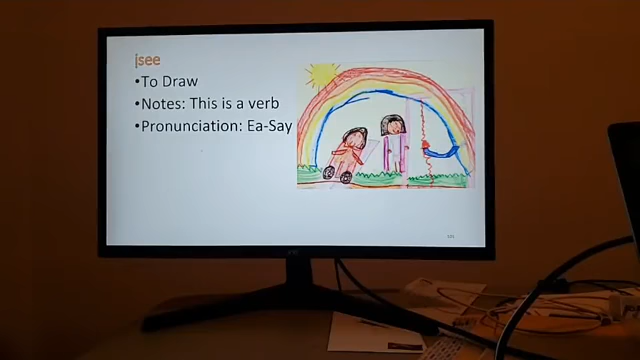 jsee
•To Draw
•Notes: This is a verb
•Pronunciation: Ea-Say